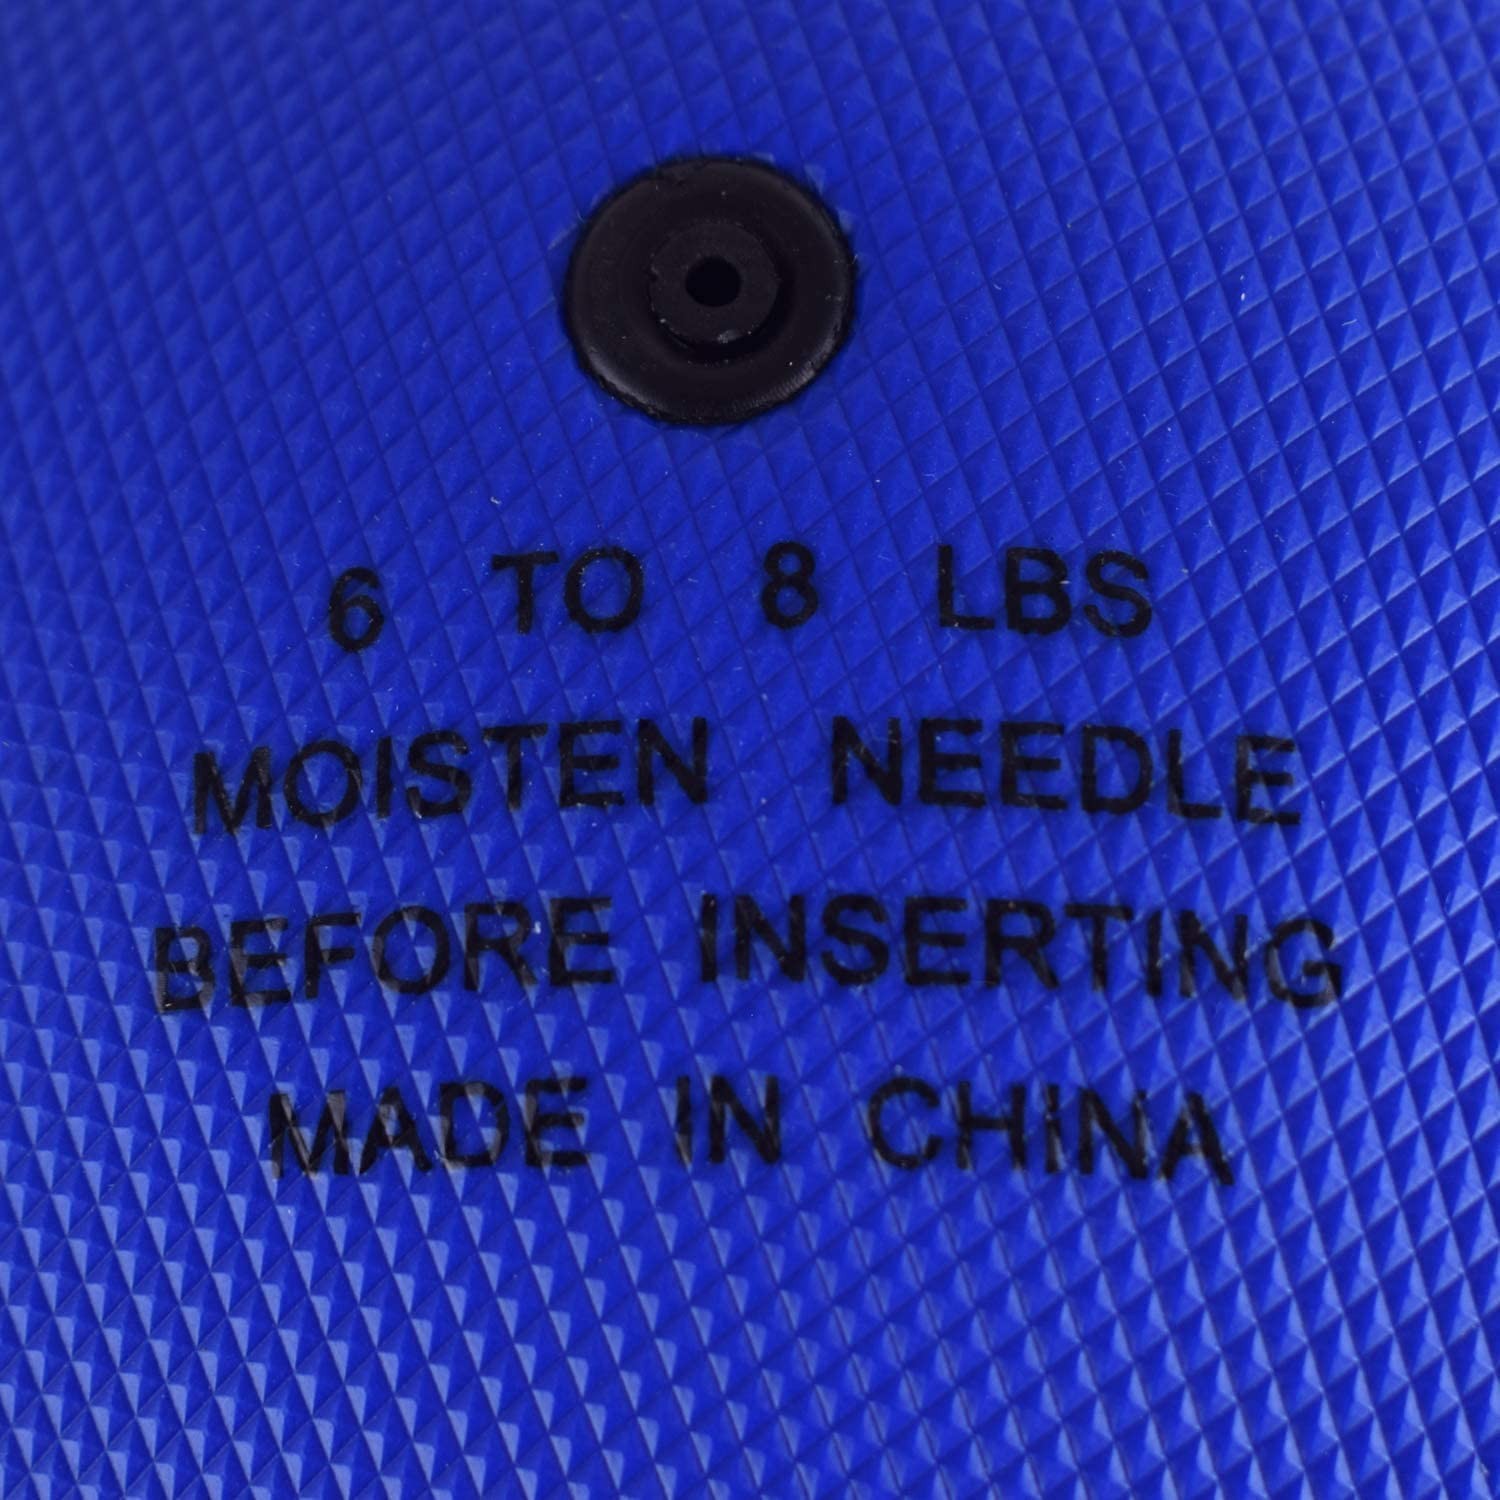 6 TO 8 LBS
MOISTEN NEEDLE
BEFORE INSERTING
MADE IN CHINA